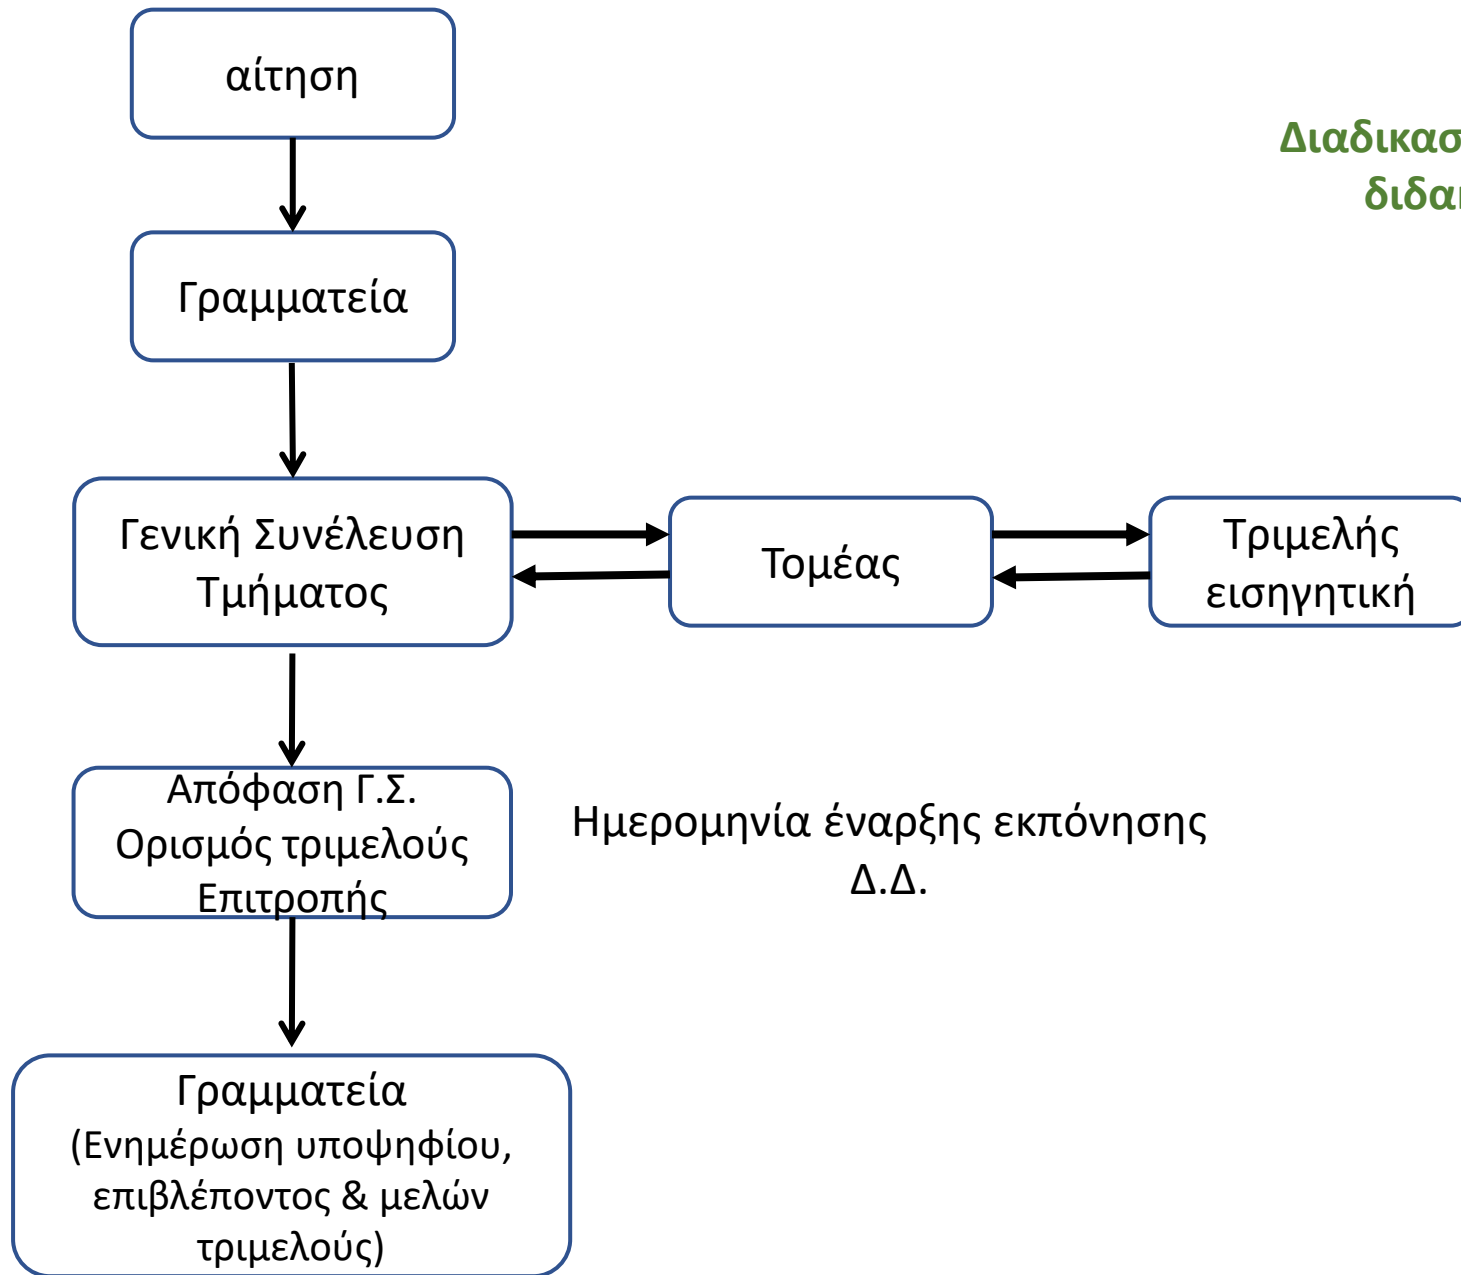 αίτηση
Γραμματεία
Γενική Συνέλευση
Τμήματος
Τομέας
Τριμελής
εισηγητική
Απόφαση Γ.Σ.
Ορισμός τριμελούς
Επιτροπής
Ημερομηνία έναρξης εκπόνησης
Δ.Δ.
Γραμματεία
(Ενημέρωση υποψηφίου,
επιβλέποντος & μελών
τριμελούς)